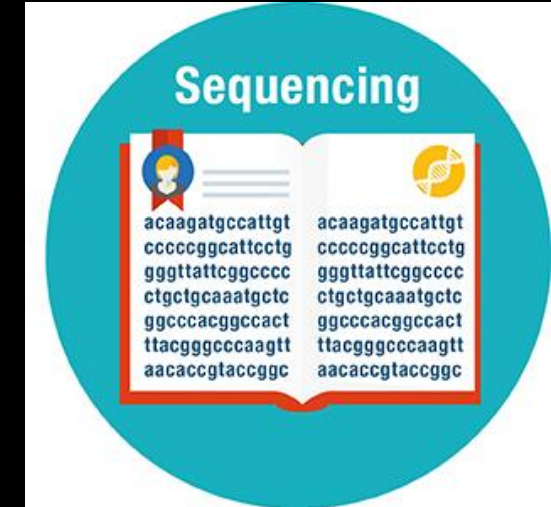 Sequencing
acaagatgccattgt
cccccggcattcctg
gggttattcggcccc
ctgctgcaaatgctc
ggcccacggccact
ttacgggcccaagtt
aacaccgtaccggc
acaagatgccattgt
cccccggcattcctg
gggttattcggcccc
ctgctgcaaatgctc
ggcccacggccact
ttacgggcccaagtt
aacaccgtaccggc